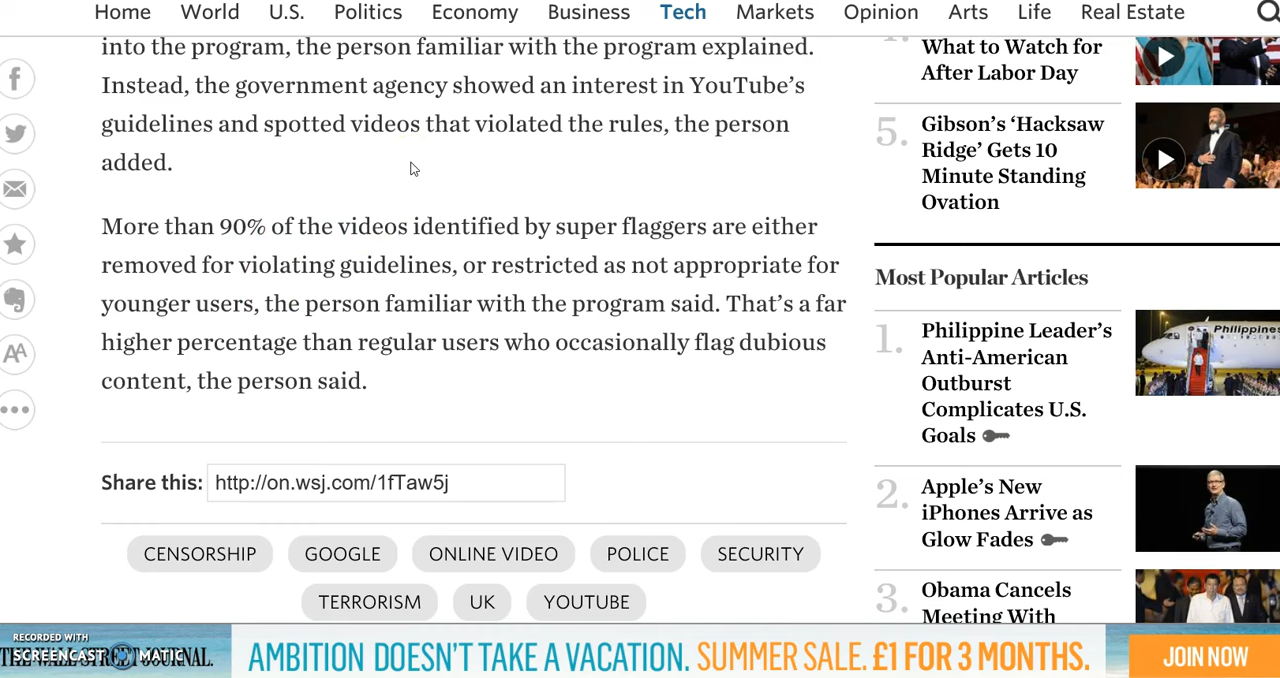 Home World U.S. Politics Economy Business Tech Markets Opinion Arts Life Real Estate
into the program, the person familiar with the program explained.
Instead, the government agency showed an interest in YouTube’s
guidelines and spotted videos that violated the rules, the person
added.
More than 90% of the videos identified by super flaggers are either
removed for violating guidelines, or restricted as not appropriate for
younger users, the person familiar with the program said. That’s a far
higher percentage than regular users who occasionally flag dubious
content, the person said.
Share this: http://on.wsj.com/1fTaw5j
CENSORSHIP GOOGLE ONLINE VIDEO POLICE SECURITY
TERRORISM UK YOUTUBE
What to Watch for
After Labor Day
5. Gibson’s ‘Hacksaw
Ridge’ Gets 10
Minute Standing
Ovation
Most Popular Articles
1. Philippine Leader’s
Anti-American
Outburst
Complicates U.S.
Goals
Philippines
2. Apple’s New
iPhones Arrive as
Glow Fades
3. Obama Cancels
Meeting With
RECORDED WITH
SCREENCAST MATIC
THE WALL STREET JOURNAL.
AMBITION DOESN’T TAKE A VACATION. SUMMER SALE. £1 FOR 3 MONTHS.
JOIN NOW